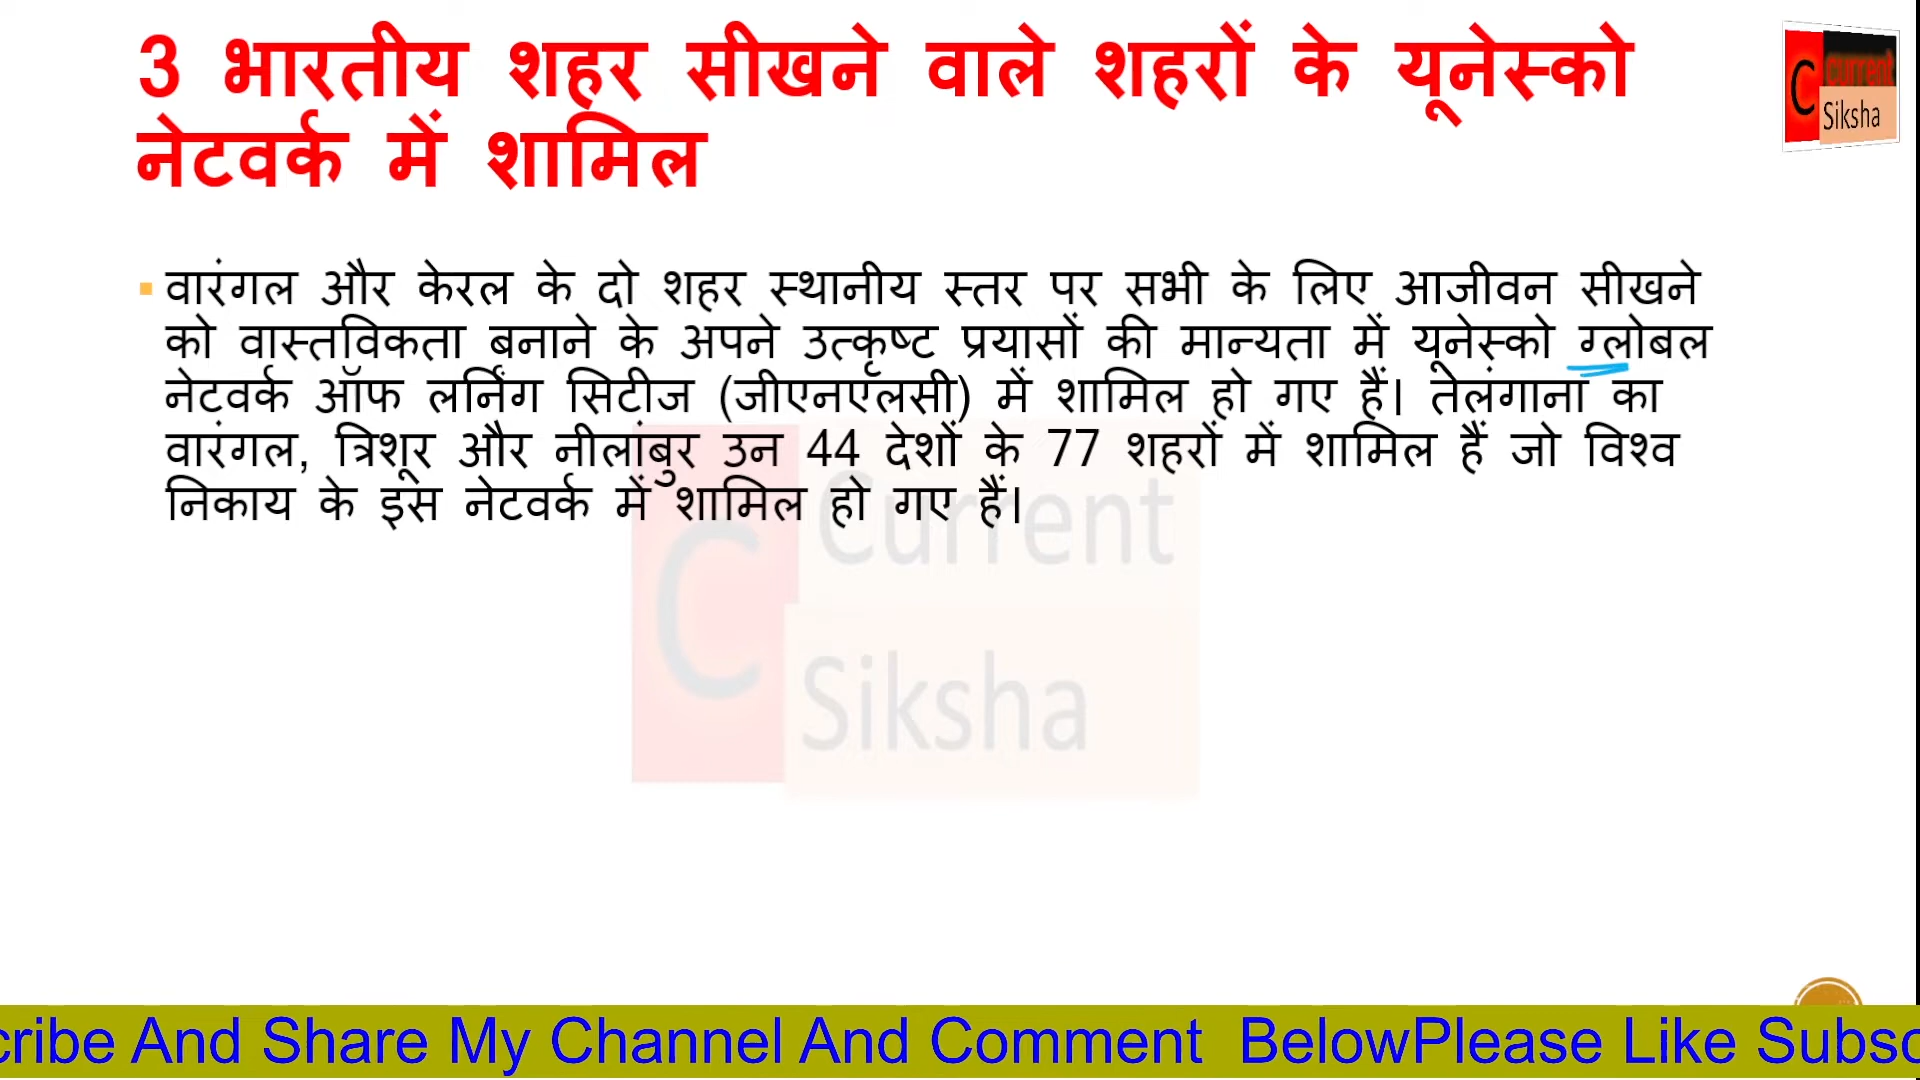 3 भारतीय शहर सीखने वाले शहरों के यूनेस्को
नेटवर्क में शामिल
C current
Siksha
वारंगल और केरल के दो शहर स्थानीय स्तर पर सभी के लिए आजीवन सीखने
को वास्तविकता बनाने के अपने उत्कृष्ट प्रयासों की मान्यता में यूनेस्को ग्लोबल
नेटवर्क ऑफ लर्निंग सिटीज (जीएनएलसी) में शामिल हो गए हैं। तेलंगाना का
वारंगल, त्रिशूर और नीलांबुर उन 44 देशों के 77 शहरों में शामिल हैं जो विश्व
निकाय के इस नेटवर्क में शामिल हो गए हैं।
C Current
Siksha
cribe And Share My Channel And Comment BelowPlease Like Subsc